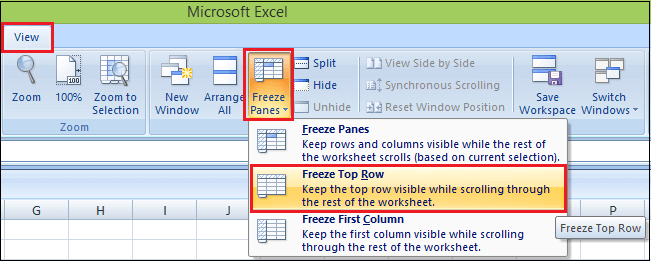 Microsoft Excel
View
Zoom
100%
Zoom to
Selection
Zoom
New
Window
Arrange
All
Freeze
Panes
Split
Hide
Unhide
View Side by Side
Synchronous Scrolling
Reset Window Position
Save
Workspace
Switch
Windows
Freeze Panes
Keep rows and columns visible while the rest of
the worksheet scrolls (based on current selection).
Freeze Top Row
Keep the top row visible while scrolling through
the rest of the worksheet.
Freeze First Column
Keep the first column visible while scrolling
through the rest of the worksheet.
Freeze Top Row
G H I J P